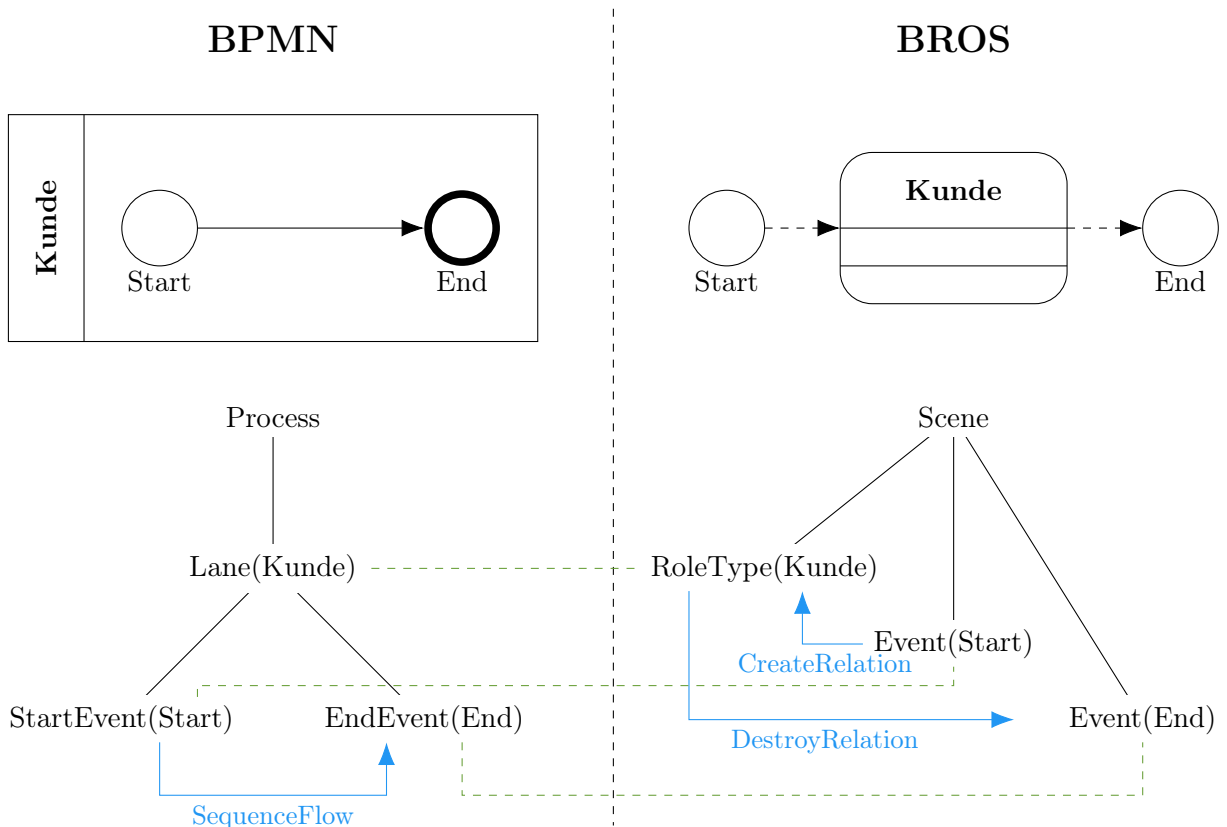 BPMN
BROS
Kunde
Start
End
Kunde
Start
End
Process
Scene
Lane(Kunde)
RoleType(Kunde)
Event(Start)
CreateRelation
StartEvent(Start)
EndEvent(End)
Event(End)
DestroyRelation
SequenceFlow